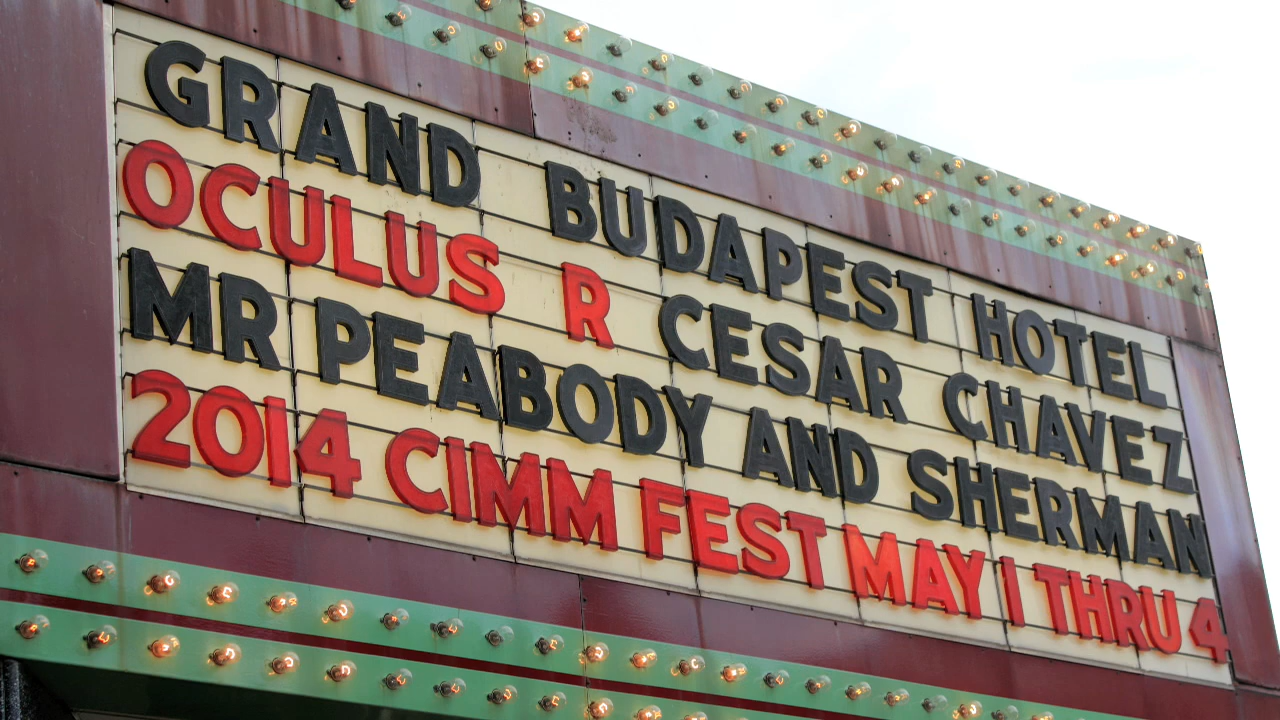 GRAND BUDAPEST HOTEL
OCULUS R CESAR CHAVEZ
MR PEABODY AND SHERMAN
2014 CIMM FEST MAY 1 THRU 4